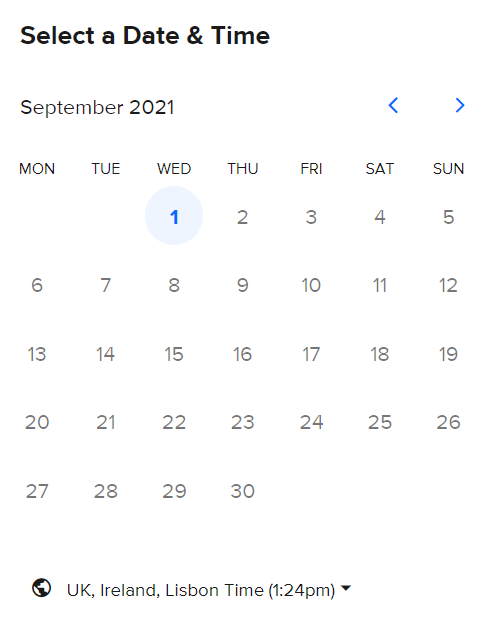 Select a Date & Time
September 2021
MON TUE WED THU FRI SAT SUN
1 2 3 4 5
6 7 8 9 10 11 12
13 14 15 16 17 18 19
20 21 22 23 24 25 26
27 28 29 30
UK, Ireland, Lisbon Time (1:24pm)